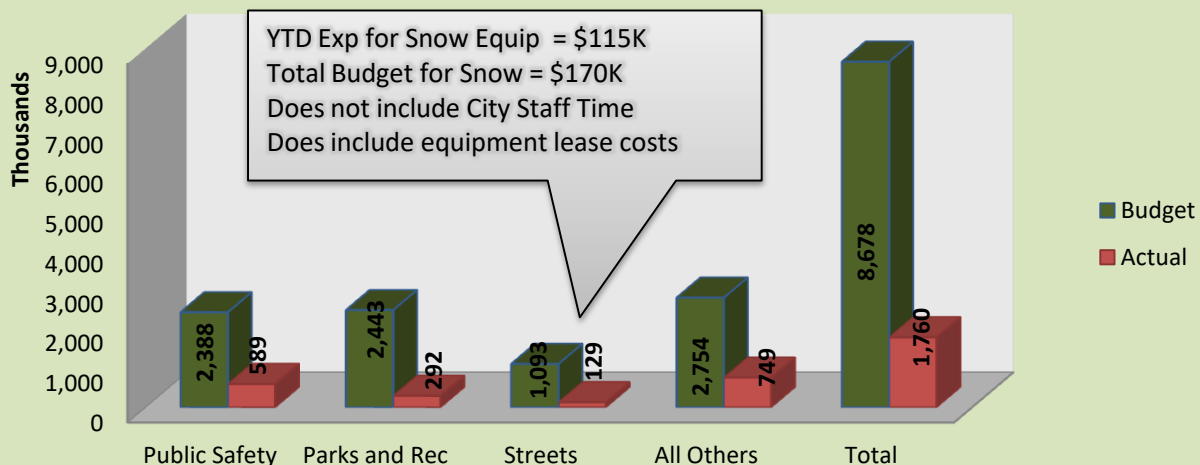 YTD Exp for Snow Equip = $115K
Total Budget for Snow = $170K
Does not include City Staff Time
Does include equipment lease costs
Thousands
9,000
8,000
7,000
6,000
5,000
4,000
3,000
2,000
1,000
0
2,388
589
2,443
292
1,093
129
2,754
749
8,678
1,760
Public Safety
Parks and Rec
Streets
All Others
Total
Budget
Actual